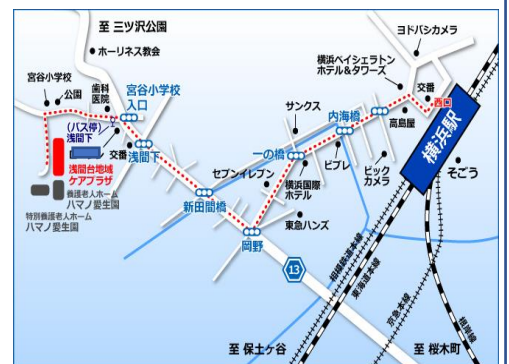 至 三ツ沢公園
ホーリネス教会
ヨドバシカメラ
宮谷小学校
公園
歯科
医院
宮谷小学校
入口
横浜ベイシェラトン
ホテル&タワーズ
交番
西口
サンクス
内海橋
高島屋
横浜駅
(バス停)
浅間下
交番
浅間下
一の橋
ビブレ
ビック
カメラ
そごう
浅間台地域
ケアプラザ
セブンイレブン
横浜国際
ホテル
養護老人ホーム
ハマノ愛生園
新田間橋
東急ハンズ
特別養護老人ホーム
ハマノ愛生園
岡野
13
相模鉄道本線
東海道本線
京急本線
根岸線
至 保土ヶ谷
至 桜木町